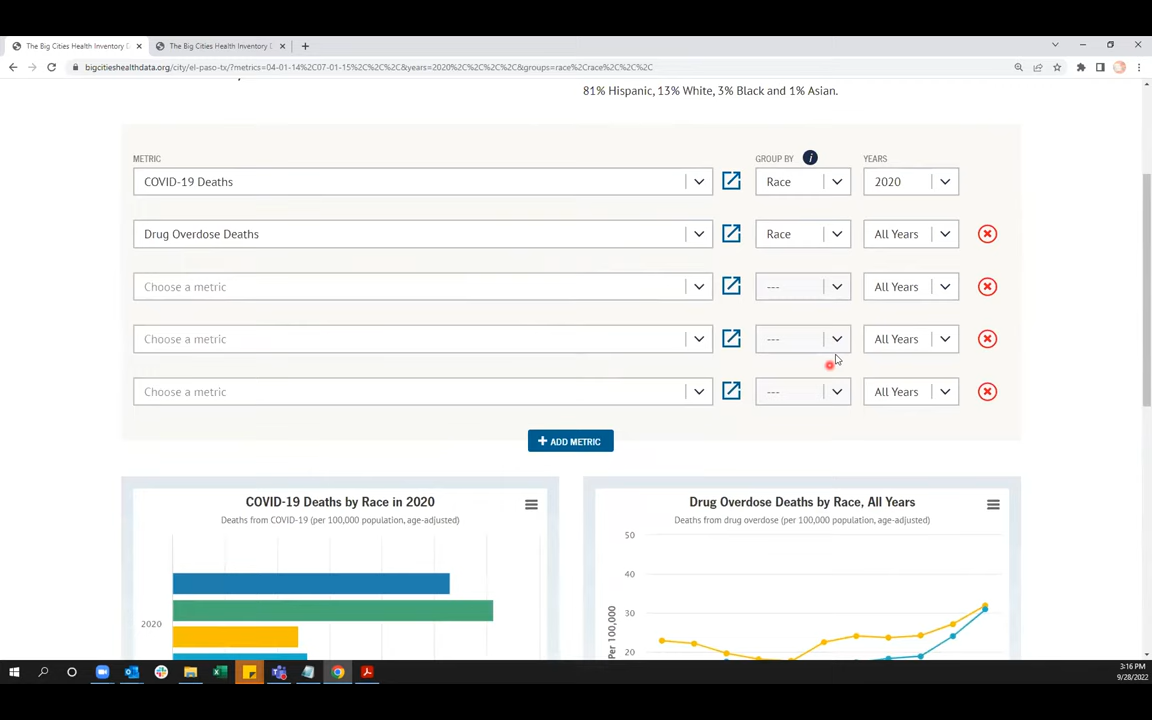 The Big Cities Health Inventory D
The Big Cities Health Inventory D
bigcitieshealthdata.org/city/el-paso-tx/?metrics=04-01-14%2C07-01-15%2C%2C%2C&years=2020%2C%2C%2C%2C&groups=race%2Crace%2C%2C%2C
81% Hispanic, 13% White, 3% Black and 1% Asian.
METRIC GROUP BY i YEARS
COVID-19 Deaths Race 2020
Drug Overdose Deaths Race All Years
Choose a metric --- All Years
Choose a metric --- All Years
Choose a metric --- All Years
+ ADD METRIC
COVID-19 Deaths by Race in 2020
Deaths from COVID-19 (per 100,000 population, age-adjusted)
2020
Drug Overdose Deaths by Race, All Years
Deaths from drug overdose (per 100,000 population, age-adjusted)
50
40
30
20
Per 100,000
3:16 PM
9/28/2022